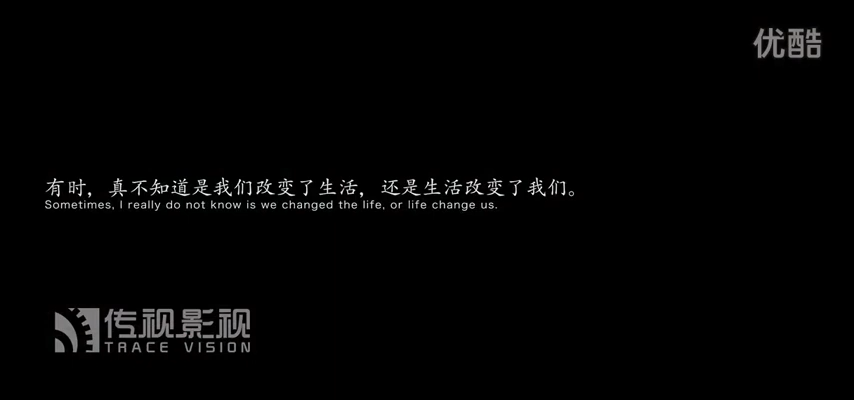 优酷
有时，真不知道是我们改变了生活，还是生活改变了我们。
Sometimes, I really do not know is we changed the life, or life change us.
传视影视
TRACE VISION